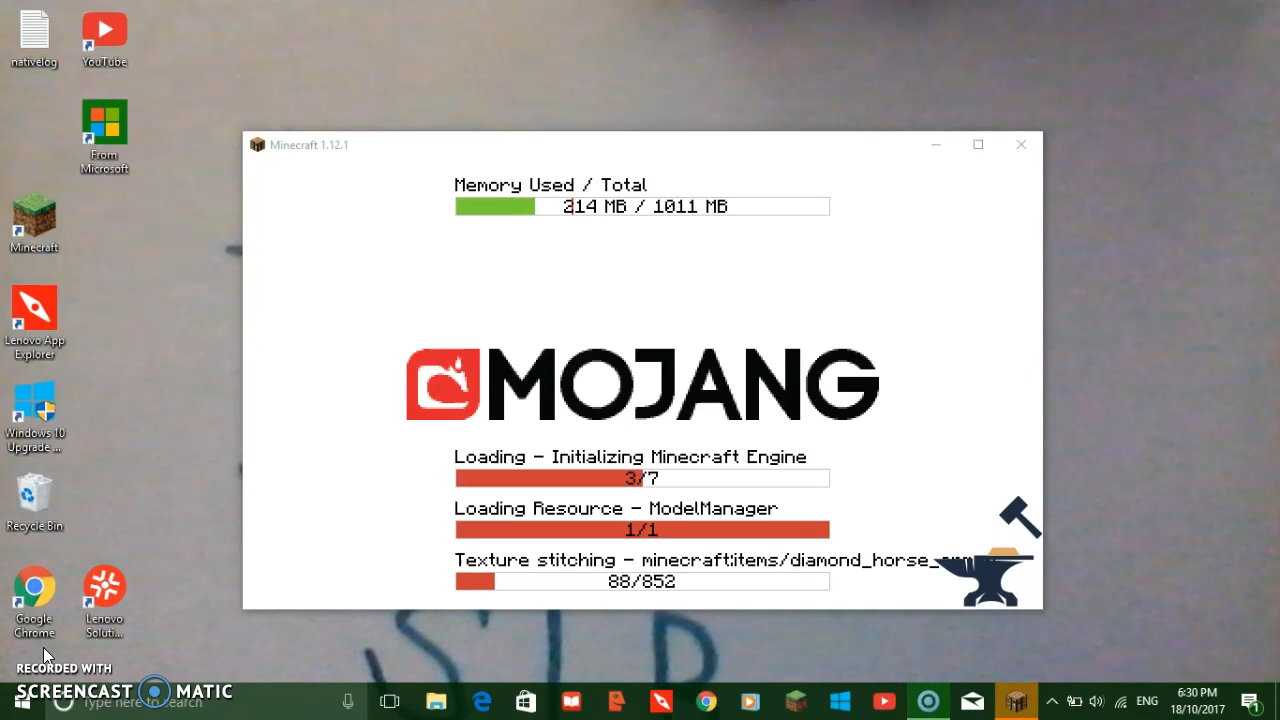 nativelog
YouTube
From
Microsoft
Minecraft
Lenovo App
Explorer
Windows 10
Upgrade ...
Recycle Bin
Google
Chrome
Lenovo
Soluti...
Minecraft 1.12.1
Memory Used / Total
214 MB / 1011 MB
MOJANG
Loading - Initializing Minecraft Engine
3/7
Loading Resource - ModelManager
1/1
Texture stitching - minecraft:items/diamond_horse_
88/852
RECORDED WITH
SCREENCAST MATIC
Type here to search
ENG
6:30 PM
18/10/2017
1